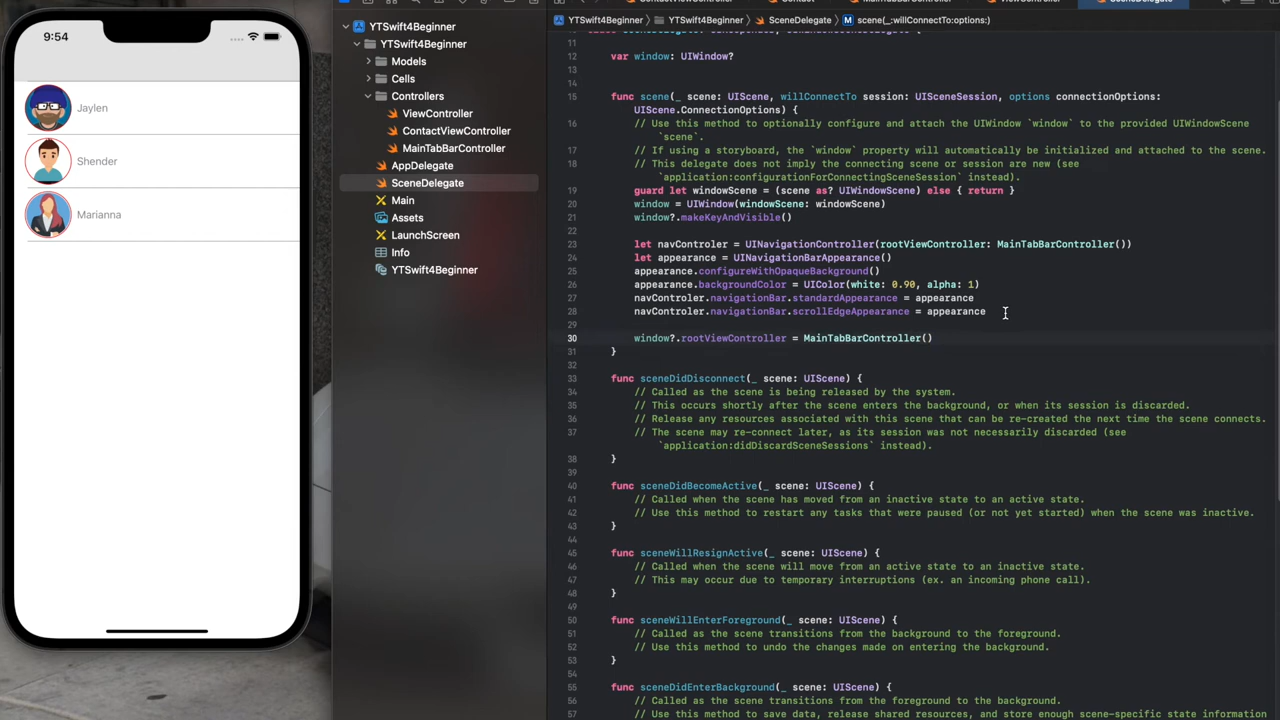 9:54
Jaylen
Shender
Marianna
YTSwift4Beginner
YTSwift4Beginner
Models
Cells
Controllers
ViewController
ContactViewController
MainTabBarController
AppDelegate
SceneDelegate
Main
Assets
LaunchScreen
Info
YTSwift4Beginner
YTSwift4Beginner YTSwift4Beginner SceneDelegate M scene(_:willConnectTo:options:)
11
12 var window: UIWindow?
13
14
15 func scene(_ scene: UIScene, willConnectTo session: UISceneSession, options connectionOptions:
UIScene.ConnectionOptions) {
16 // Use this method to optionally configure and attach the UIWindow `window` to the provided UIWindowScene
`scene`.
17 // If using a storyboard, the `window` property will automatically be initialized and attached to the scene.
18 // This delegate does not imply the connecting scene or session are new (see
`application:configurationForConnectingSceneSession` instead).
19 guard let windowScene = (scene as? UIWindowScene) else { return }
20 window = UIWindow(windowScene: windowScene)
21 window?.makeKeyAndVisible()
22
23 let navControler = UINavigationController(rootViewController: MainTabBarController())
24 let appearance = UINavigationBarAppearance()
25 appearance.configureWithOpaqueBackground()
26 appearance.backgroundColor = UIColor(white: 0.90, alpha: 1)
27 navControler.navigationBar.standardAppearance = appearance
28 navControler.navigationBar.scrollEdgeAppearance = appearance
29
30 window?.rootViewController = MainTabBarController()
31 }
32
33 func sceneDidDisconnect(_ scene: UIScene) {
34 // Called as the scene is being released by the system.
35 // This occurs shortly after the scene enters the background, or when its session is discarded.
36 // Release any resources associated with this scene that can be re-created the next time the scene connects.
37 // The scene may re-connect later, as its session was not necessarily discarded (see
`application:didDiscardSceneSessions` instead).
38 }
39
40 func sceneDidBecomeActive(_ scene: UIScene) {
41 // Called when the scene has moved from an inactive state to an active state.
42 // Use this method to restart any tasks that were paused (or not yet started) when the scene was inactive.
43 }
44
45 func sceneWillResignActive(_ scene: UIScene) {
46 // Called when the scene will move from an active state to an inactive state.
47 // This may occur due to temporary interruptions (ex. an incoming phone call).
48 }
49
50 func sceneWillEnterForeground(_ scene: UIScene) {
51 // Called as the scene transitions from the background to the foreground.
52 // Use this method to undo the changes made on entering the background.
53 }
54
55 func sceneDidEnterBackground(_ scene: UIScene) {
56 // Called as the scene transitions from the foreground to the background.
57 // Use this method to save data, release shared resources, and store enough scene-specific state information